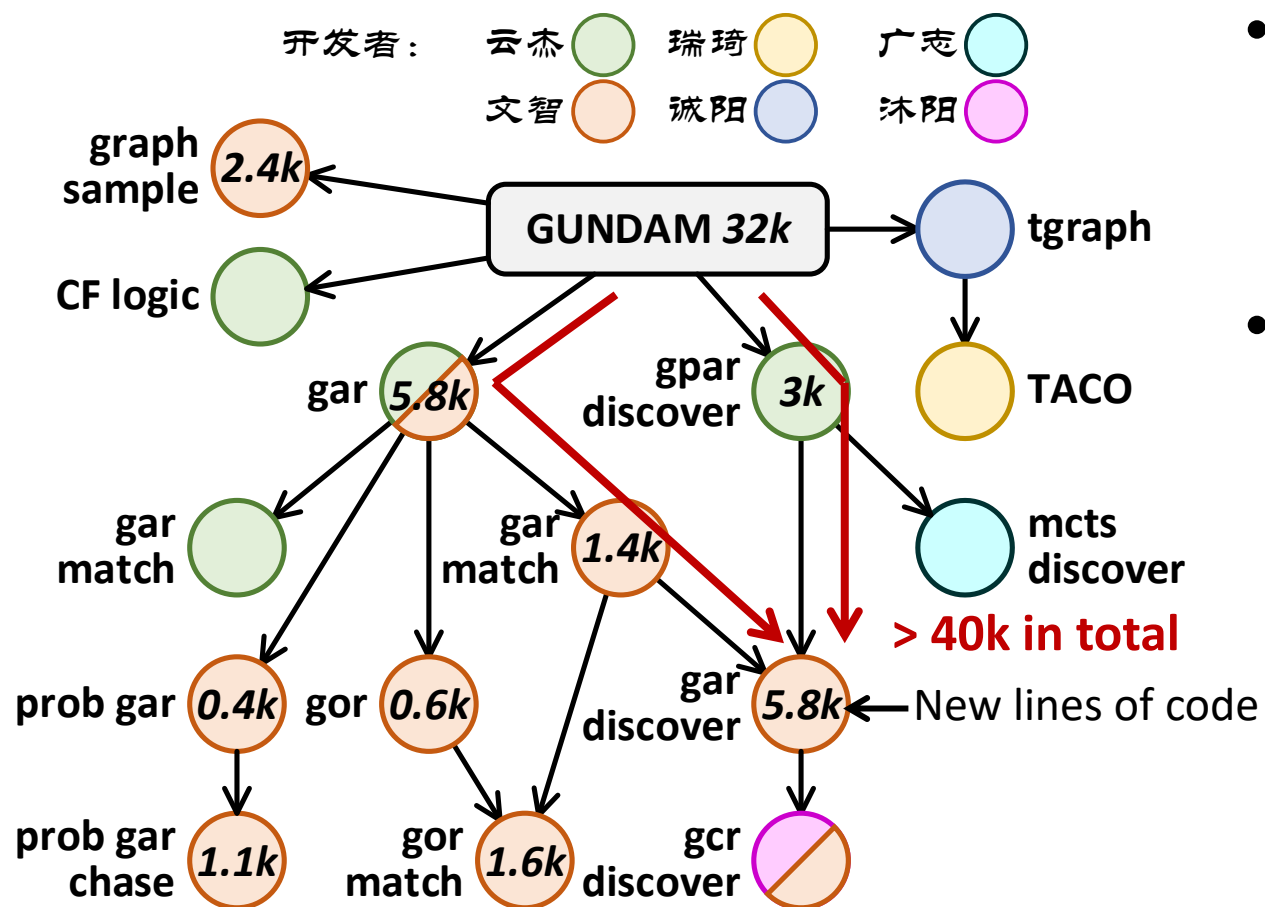 开发者： 云杰 瑞琦 广志
文智 诚阳 沐阳
graph
sample
2.4k
GUNDAM 32k
tgraph
CF logic
gar
5.8k
gpar
discover
3k
TACO
gar
match
gar
match
1.4k
mcts
discover
> 40k in total
prob gar
0.4k
gor
0.6k
gar
discover
5.8k
New lines of code
prob gar
chase
1.1k
gor
match
1.6k
gcr
discover